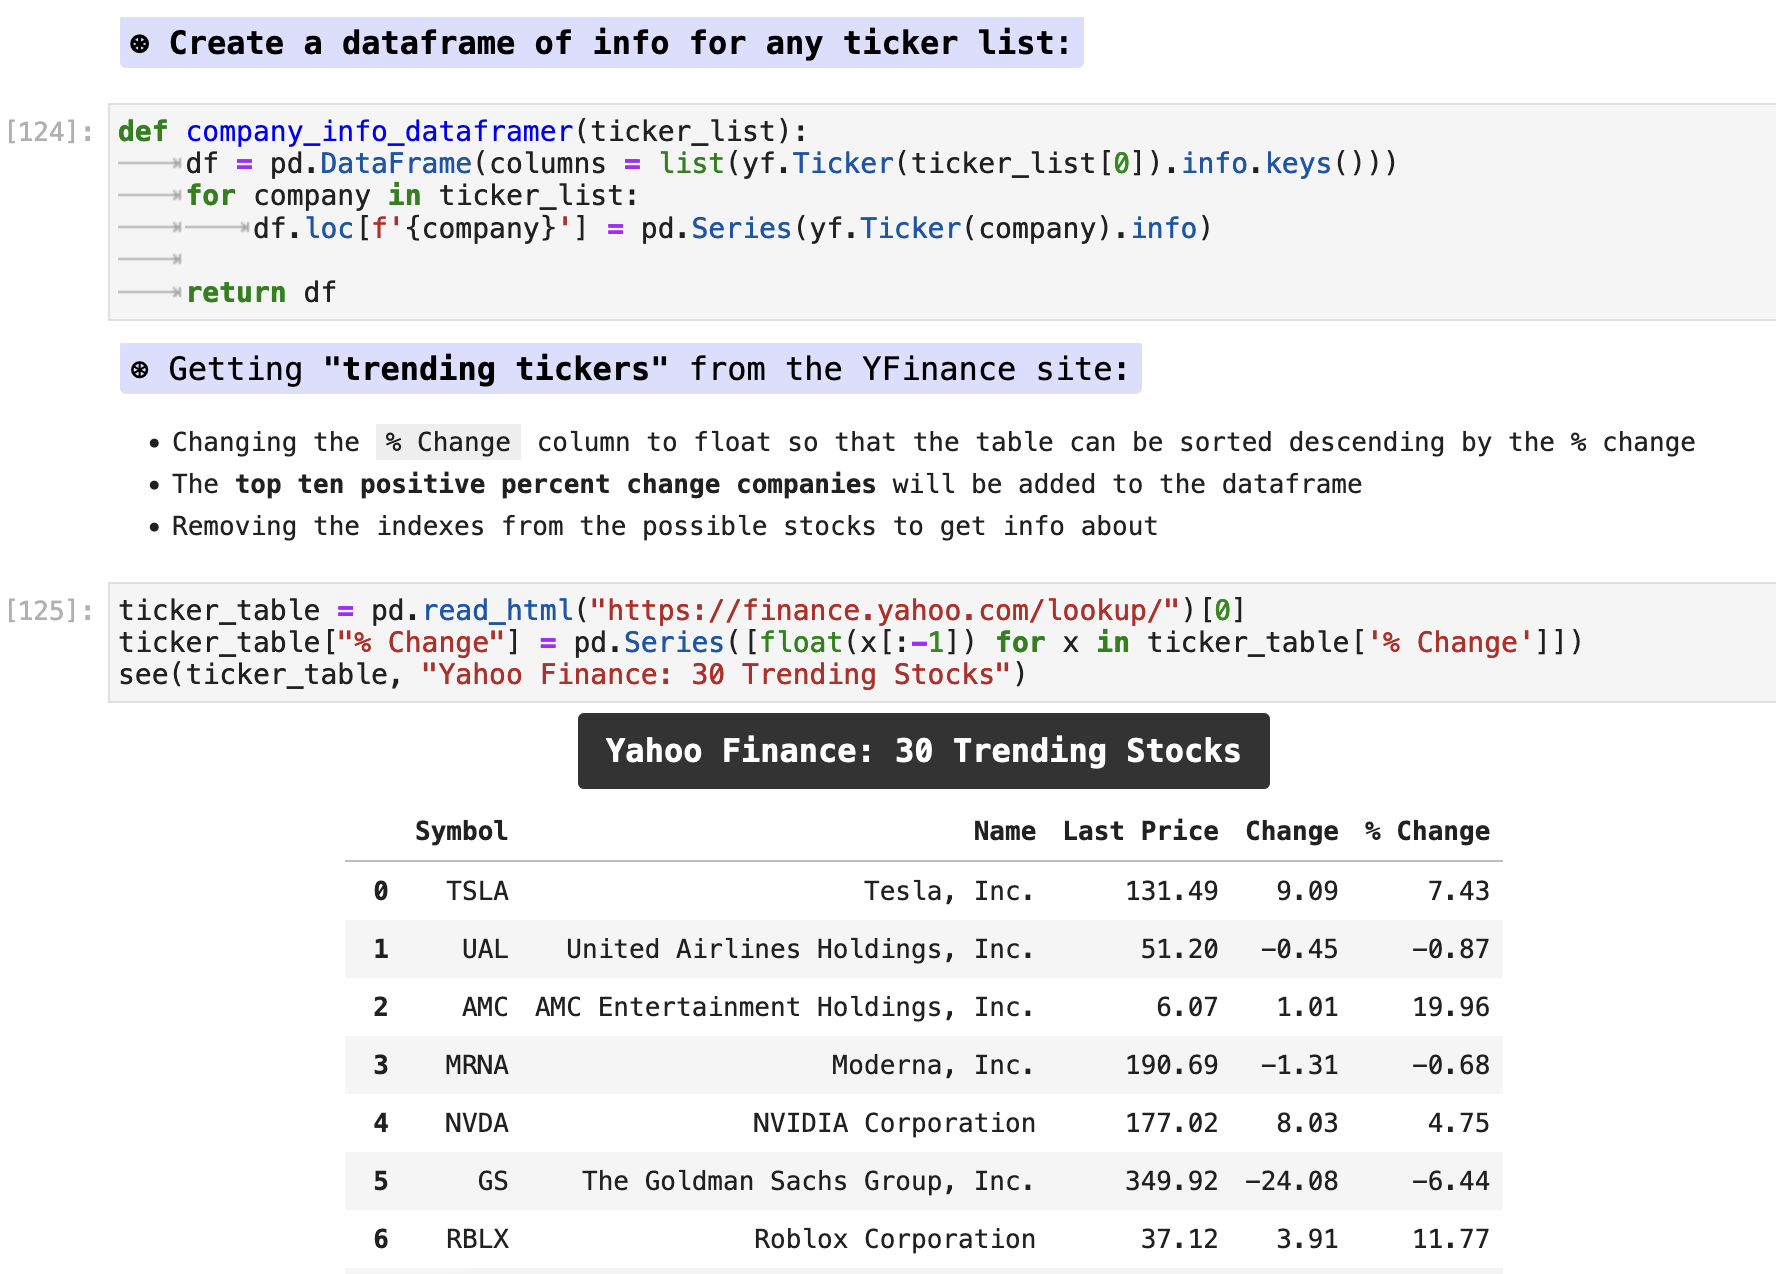 ⊛ Create a dataframe of info for any ticker list:
[124]:
def company_info_dataframer(ticker_list):
df = pd.DataFrame(columns = list(yf.Ticker(ticker_list[0]).info.keys()))
for company in ticker_list:
df.loc[f'{company}'] = pd.Series(yf.Ticker(company).info)
return df
⊛ Getting "trending tickers" from the YFinance site:
• Changing the % Change column to float so that the table can be sorted descending by the % change
• The top ten positive percent change companies will be added to the dataframe
• Removing the indexes from the possible stocks to get info about
[125]:
ticker_table = pd.read_html("https://finance.yahoo.com/lookup/")[0]
ticker_table["% Change"] = pd.Series([float(x[:-1]) for x in ticker_table['% Change']])
see(ticker_table, "Yahoo Finance: 30 Trending Stocks")
Yahoo Finance: 30 Trending Stocks
Symbol Name Last Price Change % Change
0 TSLA Tesla, Inc. 131.49 9.09 7.43
1 UAL United Airlines Holdings, Inc. 51.20 -0.45 -0.87
2 AMC AMC Entertainment Holdings, Inc. 6.07 1.01 19.96
3 MRNA Moderna, Inc. 190.69 -1.31 -0.68
4 NVDA NVIDIA Corporation 177.02 8.03 4.75
5 GS The Goldman Sachs Group, Inc. 349.92 -24.08 -6.44
6 RBLX Roblox Corporation 37.12 3.91 11.77